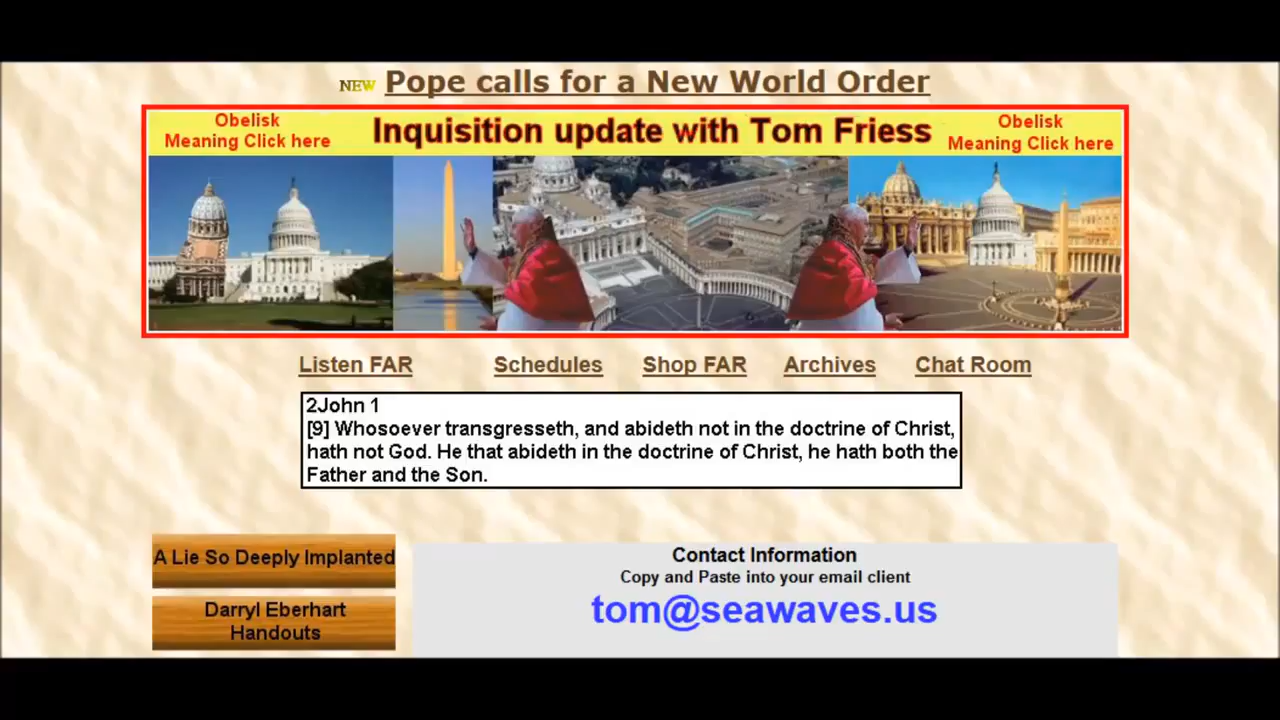 NEW Pope calls for a New World Order
Obelisk
Meaning Click here
Inquisition update with Tom Friess
Obelisk
Meaning Click here
Listen FAR Schedules Shop FAR Archives Chat Room
2John 1
[9] Whosoever transgresseth, and abideth not in the doctrine of Christ,
hath not God. He that abideth in the doctrine of Christ, he hath both the
Father and the Son.
A Lie So Deeply Implanted
Darryl Eberhart
Handouts
Contact Information
Copy and Paste into your email client
tom@seawaves.us